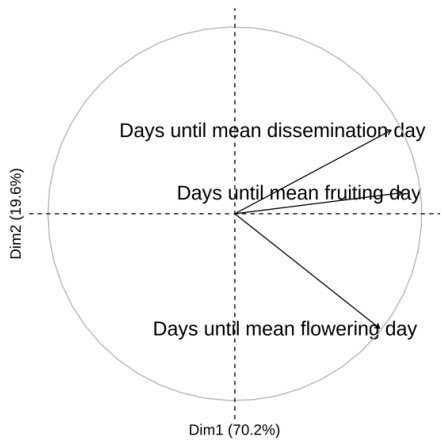 Days until mean dissemination day
Days until mean fruiting day
Dim2 (19.6%)
Days until mean flowering day
Dim1 (70.2%)